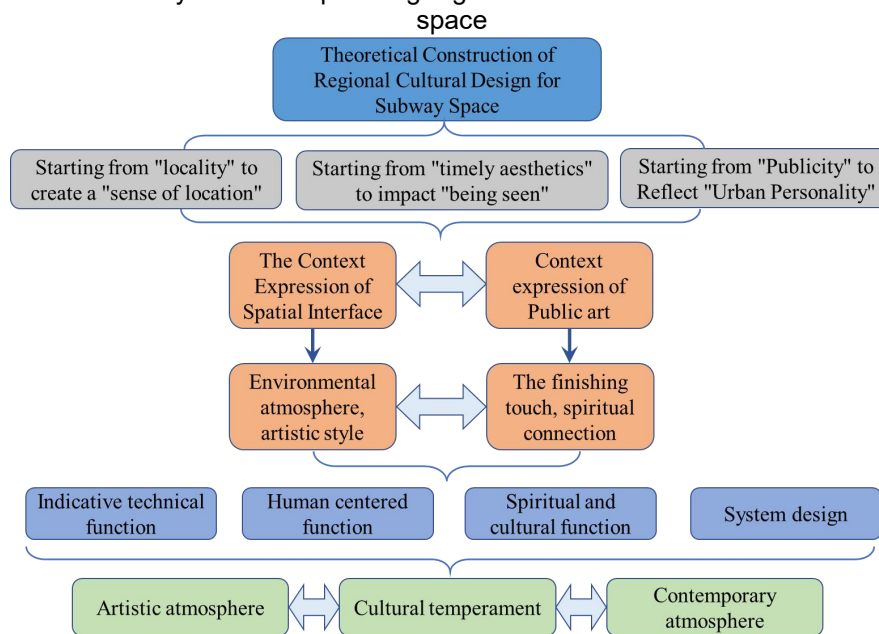 space
Theoretical Construction of
Regional Cultural Design for
Subway Space
Starting from "locality" to
create a "sense of location"
Starting from "timely aesthetics"
to impact "being seen"
Starting from "Publicity" to
Reflect "Urban Personality"
The Context
Expression of
Spatial Interface
Context
expression of
Public art
Environmental
atmosphere,
artistic style
The finishing
touch, spiritual
connection
Indicative technical
function
Human centered
function
Spiritual and
cultural function
System design
Artistic atmosphere
Cultural temperament
Contemporary
atmosphere